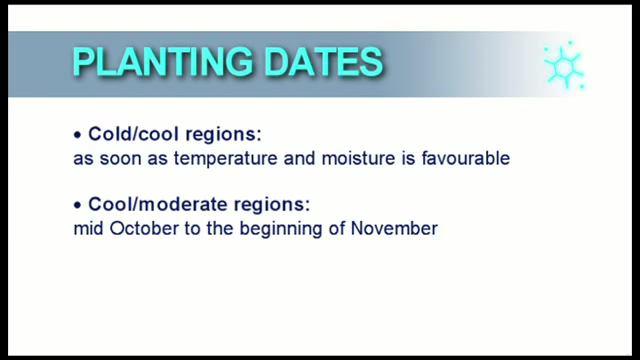 PLANTING DATES
• Cold/cool regions:
as soon as temperature and moisture is favourable
• Cool/moderate regions:
mid October to the beginning of November